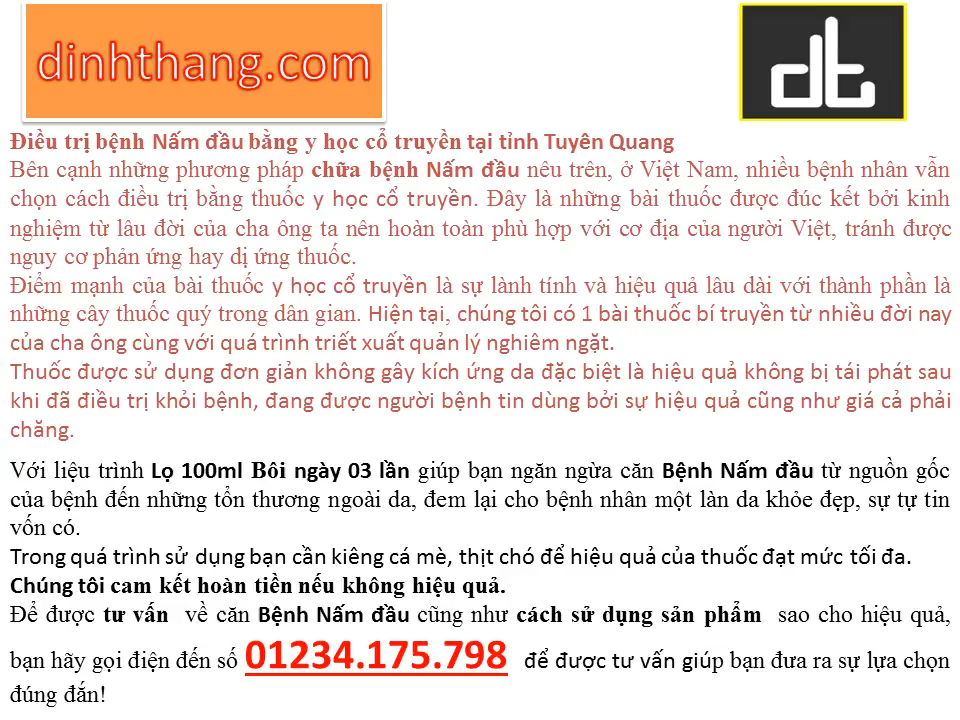 dinhthang.com
dt
Điều trị bệnh Nấm đầu bằng y học cổ truyền tại tỉnh Tuyên Quang
Bên cạnh những phương pháp chữa bệnh Nấm đầu nêu trên, ở Việt Nam, nhiều bệnh nhân vẫn
chọn cách điều trị bằng thuốc y học cổ truyền. Đây là những bài thuốc được đúc kết bởi kinh
nghiệm từ lâu đời của cha ông ta nên hoàn toàn phù hợp với cơ địa của người Việt, tránh được
nguy cơ phản ứng hay dị ứng thuốc.
Điểm mạnh của bài thuốc y học cổ truyền là sự lành tính và hiệu quả lâu dài với thành phần là
những cây thuốc quý trong dân gian. Hiện tại, chúng tôi có 1 bài thuốc bí truyền từ nhiều đời nay
của cha ông cùng với quá trình triết xuất quản lý nghiêm ngặt.
Thuốc được sử dụng đơn giản không gây kích ứng da đặc biệt là hiệu quả không bị tái phát sau
khi đã điều trị khỏi bệnh, đang được người bệnh tin dùng bởi sự hiệu quả cũng như giá cả phải
chăng.
Với liệu trình Lọ 100ml Bôi ngày 03 lần giúp bạn ngăn ngừa căn Bệnh Nấm đầu từ nguồn gốc
của bệnh đến những tổn thương ngoài da, đem lại cho bệnh nhân một làn da khỏe đẹp, sự tự tin
vốn có.
Trong quá trình sử dụng bạn cần kiêng cá mè, thịt chó để hiệu quả của thuốc đạt mức tối đa.
Chúng tôi cam kết hoàn tiền nếu không hiệu quả.
Để được tư vấn về căn Bệnh Nấm đầu cũng như cách sử dụng sản phẩm sao cho hiệu quả,
bạn hãy gọi điện đến số 01234.175.798 để được tư vấn giúp bạn đưa ra sự lựa chọn
đúng đắn!